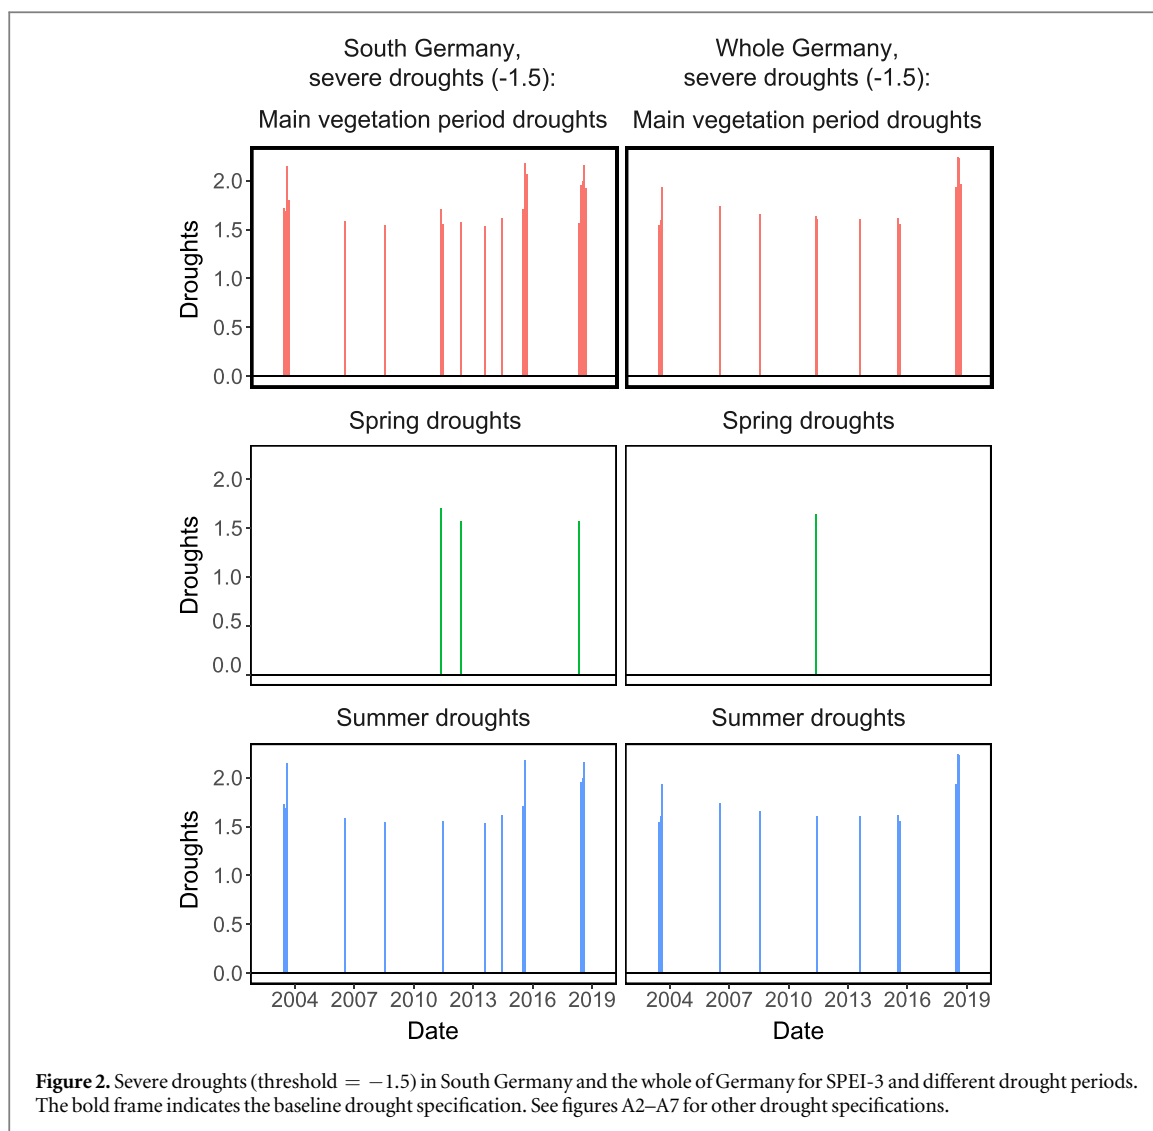 South Germany,
severe droughts (-1.5):
Whole Germany,
severe droughts (-1.5):
Main vegetation period droughts
Main vegetation period droughts
Droughts
2.0
1.5
1.0
0.5
0.0
Spring droughts
Spring droughts
Droughts
2.0
1.5
1.0
0.5
0.0
Summer droughts
Summer droughts
Droughts
2.0
1.5
1.0
0.5
0.0
2004 2007 2010 2013 2016 2019
2004 2007 2010 2013 2016 2019
Date
Date
Figure 2. Severe droughts (threshold = −1.5) in South Germany and the whole of Germany for SPEI-3 and different drought periods.
The bold frame indicates the baseline drought specification. See figures A2–A7 for other drought specifications.